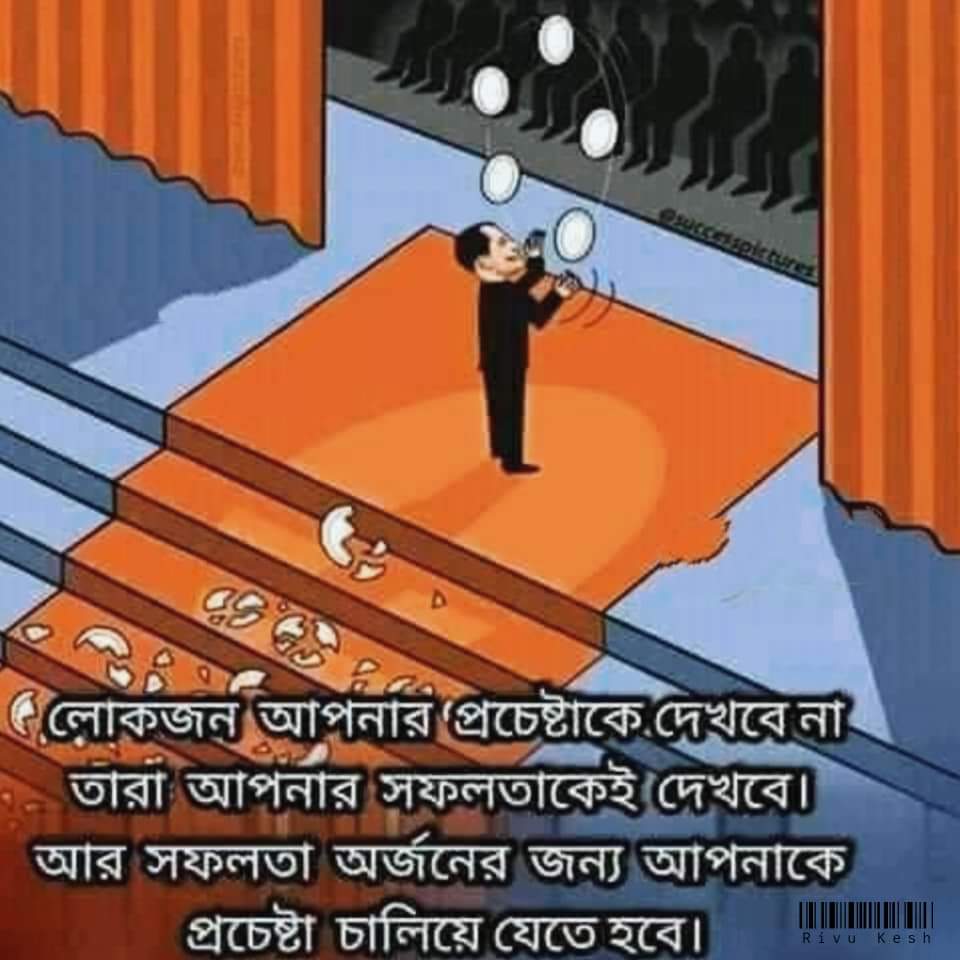 @successpictures
লোকজন আপনার প্রচেষ্টাকে দেখবে না
তারা আপনার সফলতাকেই দেখবে।
আর সফলতা অর্জনের জন্য আপনাকে
প্রচেষ্টা চালিয়ে যেতে হবে।
Rivu Kesh